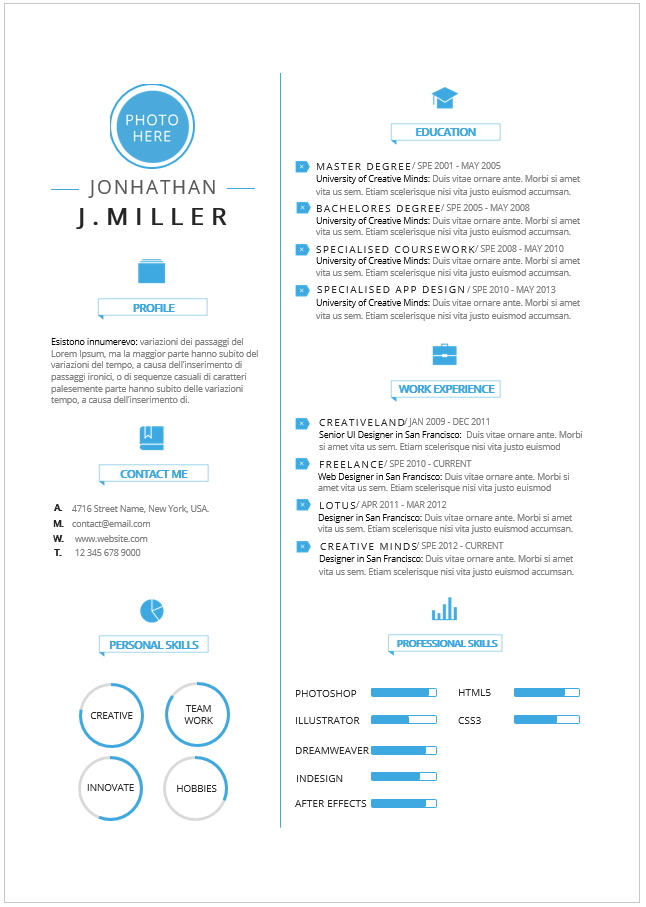 PHOTO
HERE
JONHATHAN
J.MILLER
PROFILE
Esistono innumerevo: variazioni dei passaggi del
Lorem Ipsum, ma la maggior parte hanno subito del
variazioni del tempo, a causa dell'inserimento di
passaggi ironici, o di sequenze casuali di caratteri
palesemente parte hanno subito delle variazioni
tempo, a causa dell'inserimento di.
CONTACT ME
A. 4716 Street Name, New York, USA.
M. contact@email.com
W. www.website.com
T. 12 345 678 9000
PERSONAL SKILLS
CREATIVE
TEAM
WORK
INNOVATE
HOBBIES
EDUCATION
MASTER DEGREE/ SPE 2001 - MAY 2005
University of Creative Minds: Duis vitae ornare ante. Morbi si amet
vita us sem. Etiam scelerisque nisi vita justo euismod accumsan.
BACHELORES DEGREE/ SPE 2005 - MAY 2008
University of Creative Minds: Duis vitae ornare ante. Morbi si amet
vita us sem. Etiam scelerisque nisi vita justo euismod accumsan.
SPECIALISED COURSEWORK/ SPE 2008 - MAY 2010
University of Creative Minds: Duis vitae ornare ante. Morbi si amet
vita us sem. Etiam scelerisque nisi vita justo euismod accumsan.
SPECIALISED APP DESIGN / SPE 2010 - MAY 2013
University of Creative Minds: Duis vitae ornare ante. Morbi si amet
vita us sem. Etiam scelerisque nisi vita justo euismod accumsan.
WORK EXPERIENCE
CREATIVELAND/ JAN 2009 - DEC 2011
Senior UI Designer in San Francisco: Duis vitae ornare ante. Morbi
si amet vita us sem. Etiam scelerisque nisi vita justo euismod
FREELANCE/ SPE 2010 - CURRENT
Web Designer in San Francisco: Duis vitae ornare ante. Morbi si
amet vita us sem. Etiam scelerisque nisi vita justo euismod
LOTUS/ APR 2011 - MAR 2012
Designer in San Francisco: Duis vitae ornare ante. Morbi si amet
vita us sem. Etiam scelerisque nisi vita justo euismod accumsan.
CREATIVE MINDS/ SPE 2012 - CURRENT
Designer in San Francisco: Duis vitae ornare ante. Morbi si amet
vita us sem. Etiam scelerisque nisi vita justo euismod accumsan.
PROFESSIONAL SKILLS
PHOTOSHOP
HTML5
ILLUSTRATOR
CSS3
DREAMWEAVER
INDESIGN
AFTER EFFECTS